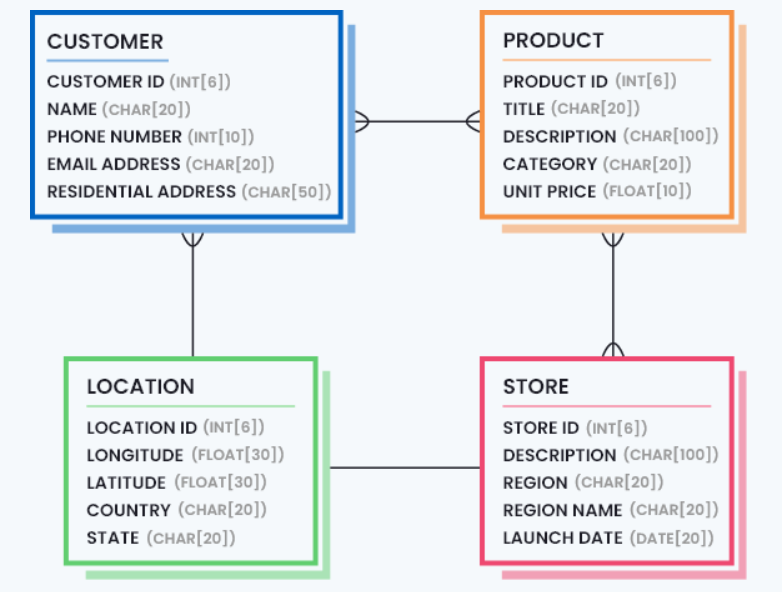 CUSTOMER
CUSTOMER ID (INT[6])
NAME (CHAR[20])
PHONE NUMBER (INT[10])
EMAIL ADDRESS (CHAR[20])
RESIDENTIAL ADDRESS (CHAR[50])
PRODUCT
PRODUCT ID (INT[6])
TITLE (CHAR[20])
DESCRIPTION (CHAR[100])
CATEGORY (CHAR[20])
UNIT PRICE (FLOAT[10])
LOCATION
LOCATION ID (INT[6])
LONGITUDE (FLOAT[30])
LATITUDE (FLOAT[30])
COUNTRY (CHAR[20])
STATE (CHAR[20])
STORE
STORE ID (INT[6])
DESCRIPTION (CHAR[100])
REGION (CHAR[20])
REGION NAME (CHAR[20])
LAUNCH DATE (DATE[20])